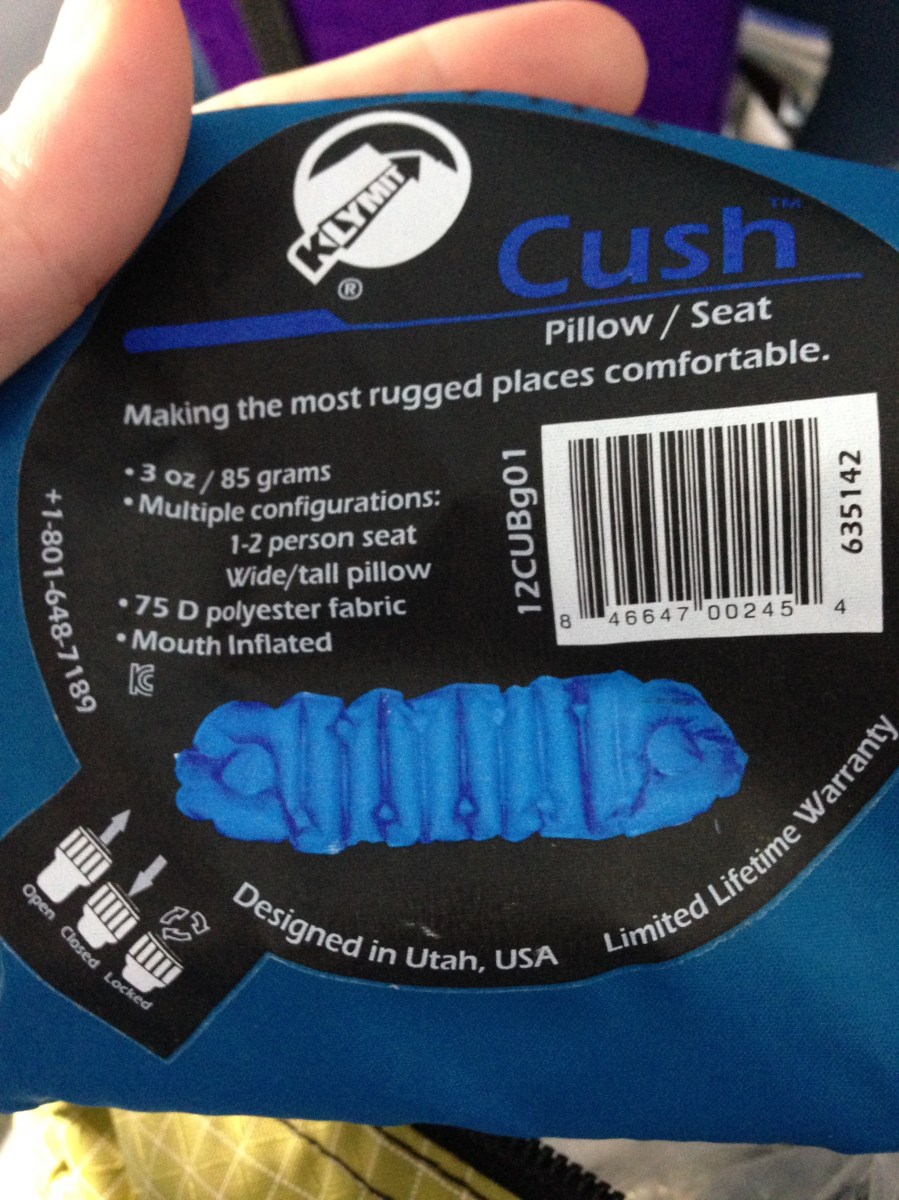 KLYMIT
®
Cush™
Pillow / Seat
Making the most rugged places comfortable.
• 3 oz / 85 grams
• Multiple configurations:
1-2 person seat
Wide/tall pillow
• 75 D polyester fabric
• Mouth Inflated
+1-801-648-7189
12CUBg01
635142
8 46647 00245 4
Open
Closed
Locked
Designed in Utah, USA
Limited Lifetime Warranty